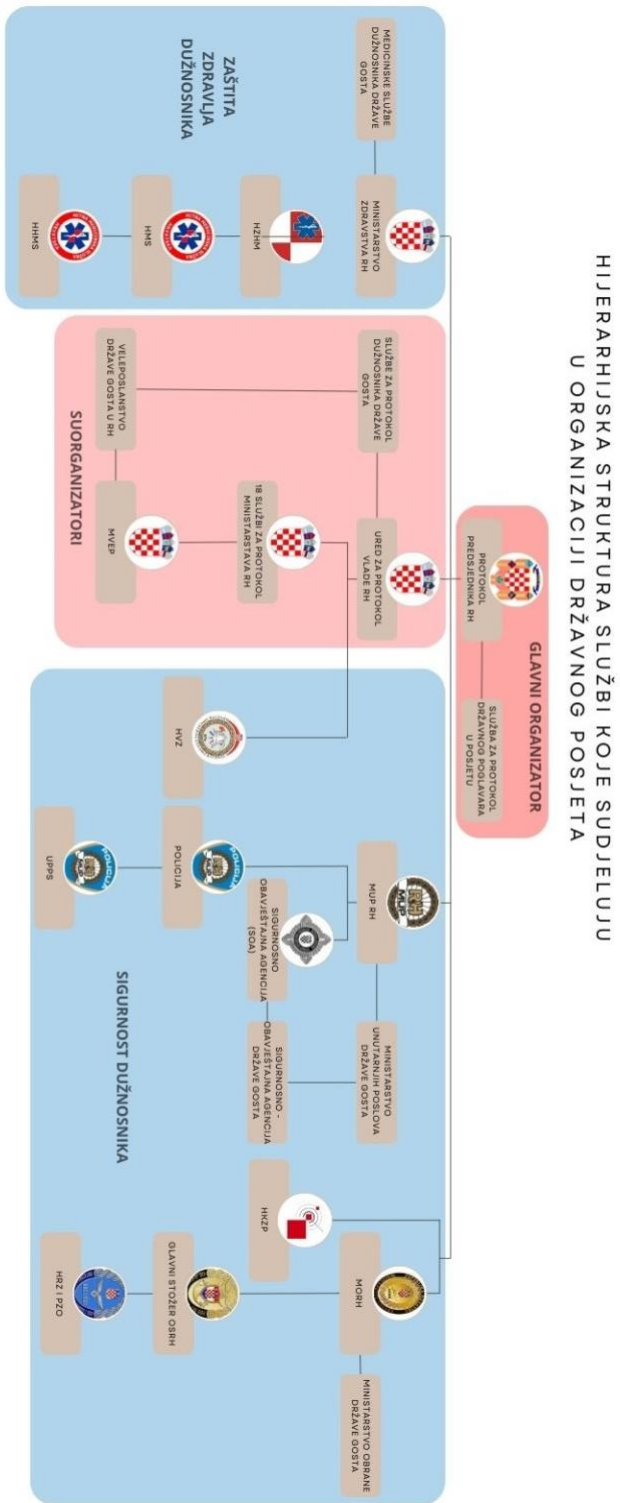 HIJERARHIJSKA STRUKTURA SLUŽBI KOJE SUDJELUJU
U ORGANIZACIJI DRŽAVNOG POSJETA
GLAVNI ORGANIZATOR
PROTOKOL
PREDSJEDNIKA RH
SLUŽBA ZA PROTOKOL
DRŽAVNOG POGLAVARA
U POSJETU
MEDICINSKE SLUŽBE
DUŽNOSNIKA DRŽAVE
GOSTA
MINISTARSTVO
ZDRAVSTVA RH
ZAŠTITA
ZDRAVLJA
DUŽNOSNIKA
HZHM
HMS
HHMS
SLUŽBE ZA PROTOKOL
DUŽNOSNIKA DRŽAVE
GOSTA
URED ZA PROTOKOL
VLADE RH
18 SLUŽBI ZA PROTOKOL
MINISTARSTAVA RH
VELEPOSLANSTVO
DRŽAVE GOSTA U RH
MVEP
SUORGANIZATORI
MUP RH
RH
MUP
MINISTARSTVO
UNUTARNJIH POSLOVA
DRŽAVE GOSTA
MORH
MINISTARSTVO OBRANE
DRŽAVE GOSTA
HVZ
POLICIJA
POLICIJA
SIGURNOSNO
OBAVJEŠTAJNA AGENCIJA
(SOA)
SIGURNOSNO -
OBAVJEŠTAJNA AGENCIJA
DRŽAVE GOSTA
HKZP
GLAVNI STOŽER OSRH
UPPS
POLICIJA
HRZ I PZO
SIGURNOST DUŽNOSNIKA